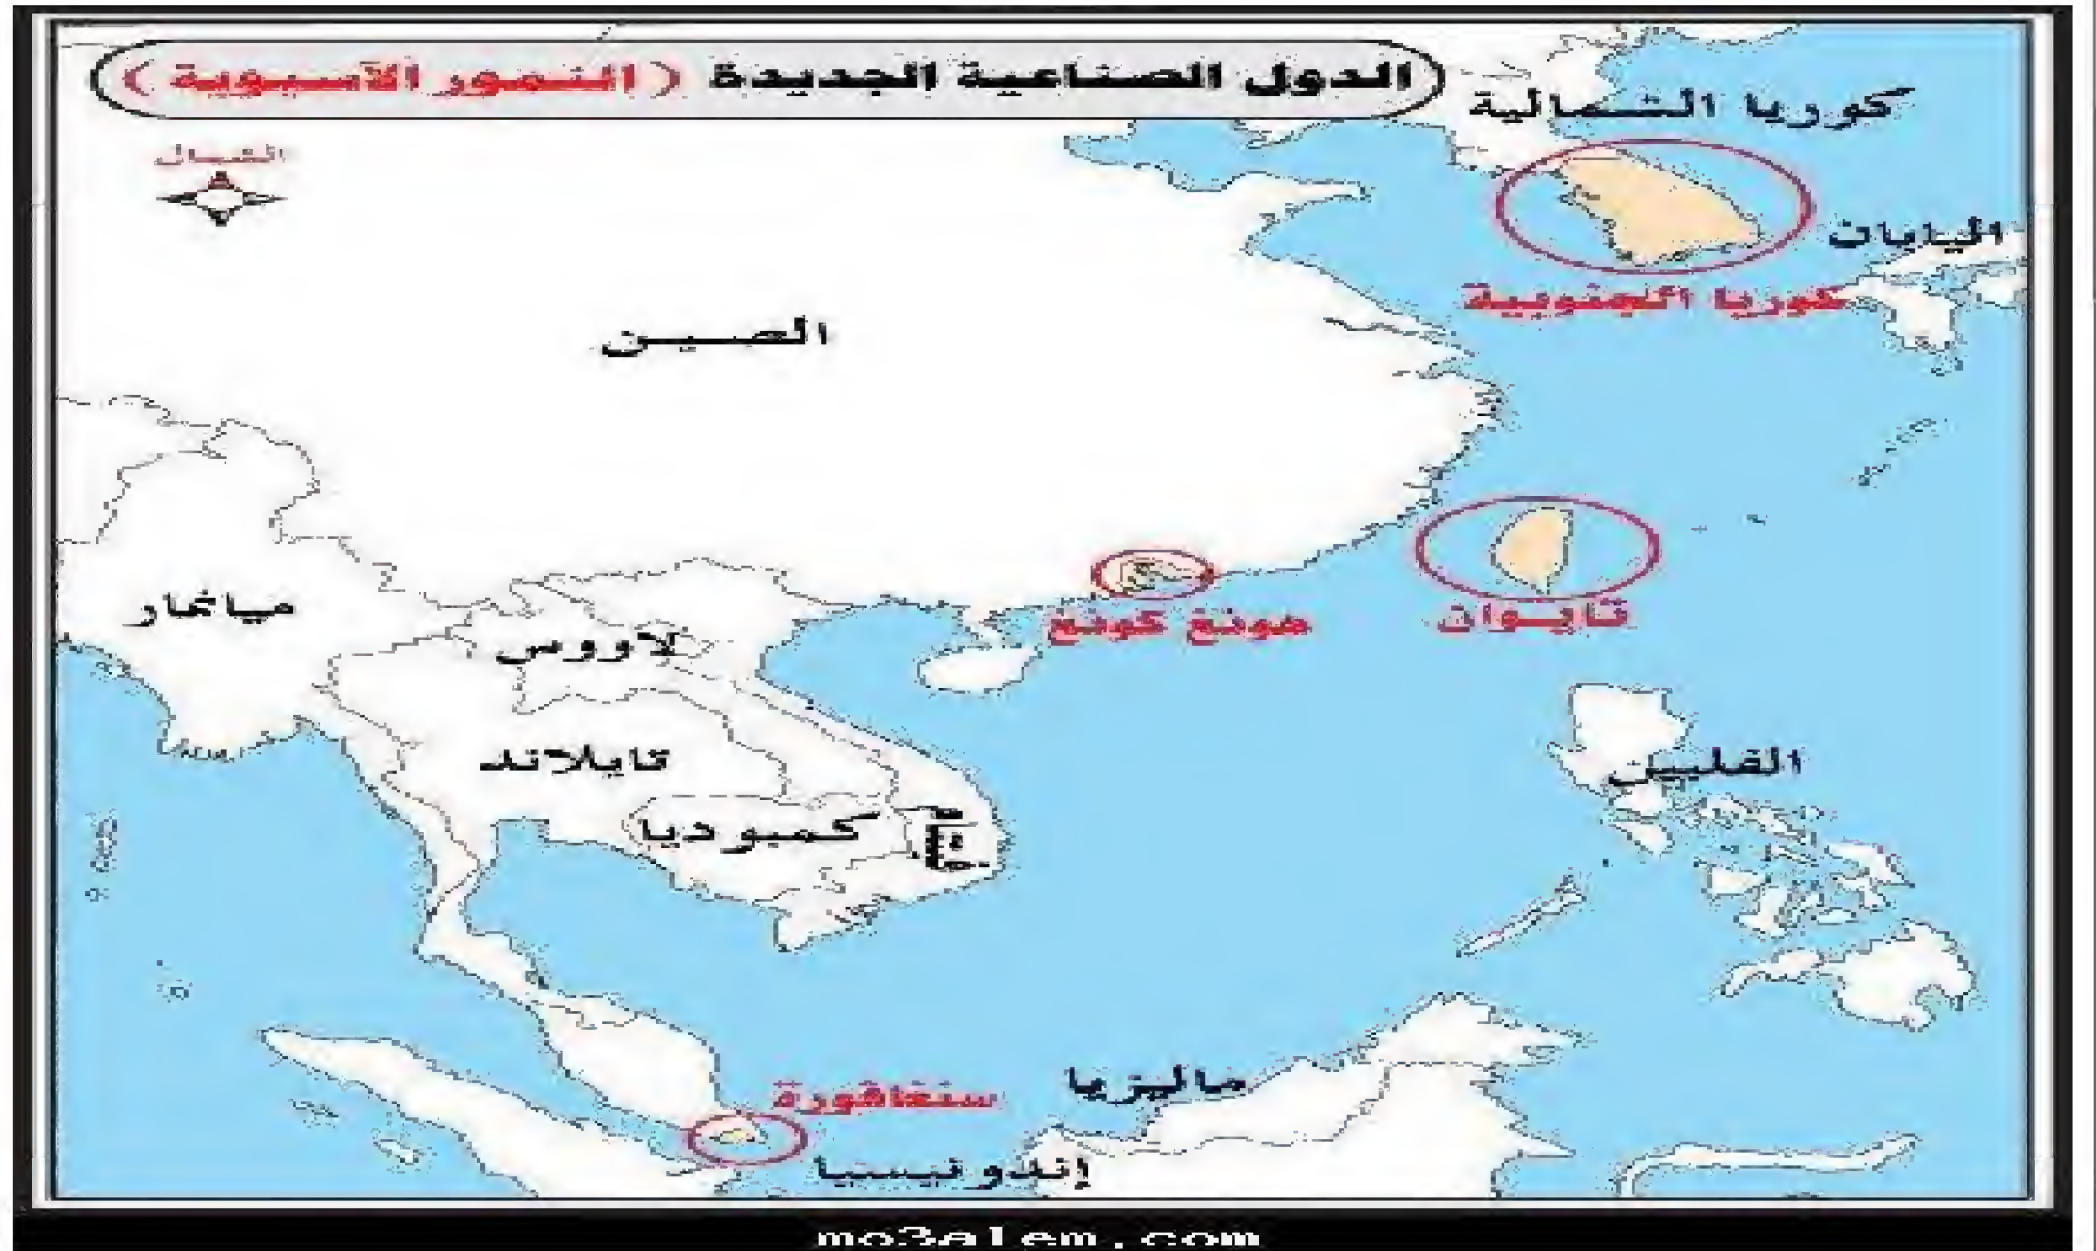 الدول الصناعية الجديدة ( النمور الآسيوية )
كوريا الشمالية
الشمال
اليابان
كوريا الجنوبية
الصين
ميانمار
هونغ كونغ
تايوان
لاووس
تايلاند
الفلبين
كمبوديا
سنغافورة
ماليزيا
إندونيسيا
mo3alem.com